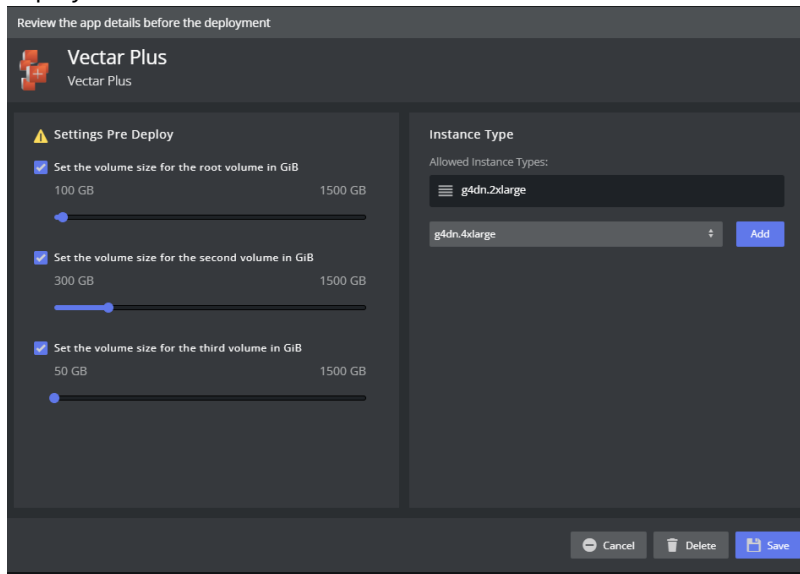 Review the app details before the deployment
Vectar Plus
Vectar Plus
Settings Pre Deploy
Set the volume size for the root volume in GiB
100 GB 1500 GB
Set the volume size for the second volume in GiB
300 GB 1500 GB
Set the volume size for the third volume in GiB
50 GB 1500 GB
Instance Type
Allowed Instance Types:
g4dn.2xlarge
g4dn.4xlarge Add
Cancel Delete Save